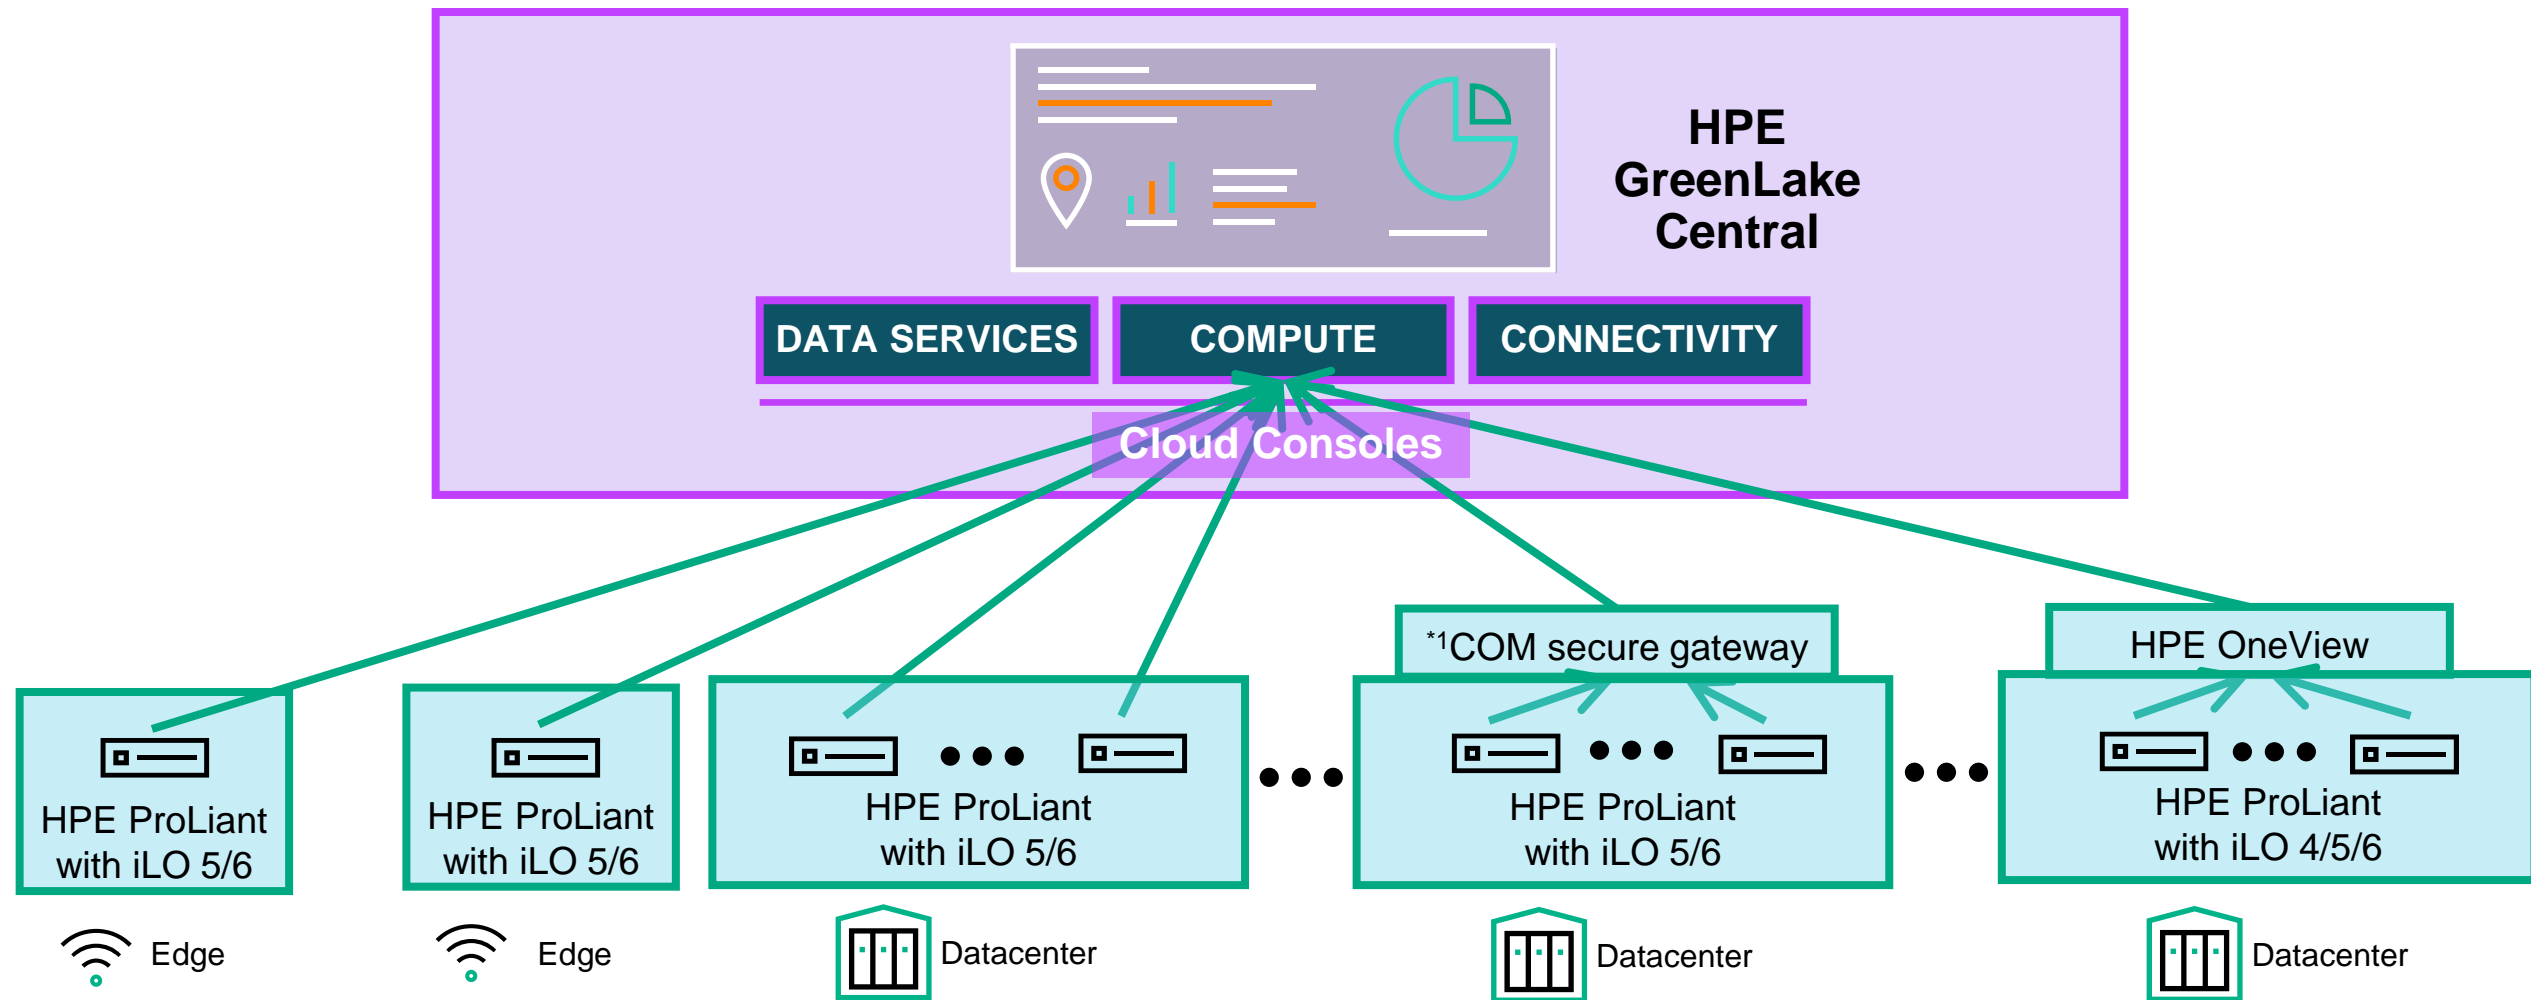 HPE
GreenLake
Central
DATA SERVICES
COMPUTE
CONNECTIVITY
Cloud Consoles
*1COM secure gateway
HPE OneView
HPE ProLiant
with iLO 5/6
HPE ProLiant
with iLO 5/6
HPE ProLiant
with iLO 5/6
HPE ProLiant
with iLO 5/6
HPE ProLiant
with iLO 4/5/6
Edge
Edge
Datacenter
Datacenter
Datacenter